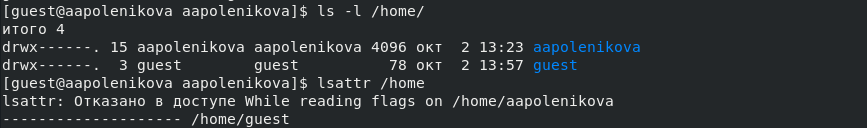 [guest@aapolenikova aapolenikova]$ ls -l /home/
итого 4
drwx------. 15 aapolenikova aapolenikova 4096 окт  2 13:23 aapolenikova
drwx------.  3 guest        guest          78 окт  2 13:57 guest
[guest@aapolenikova aapolenikova]$ lsattr /home
lsattr: Отказано в доступе While reading flags on /home/aapolenikova
-------------------- /home/guest